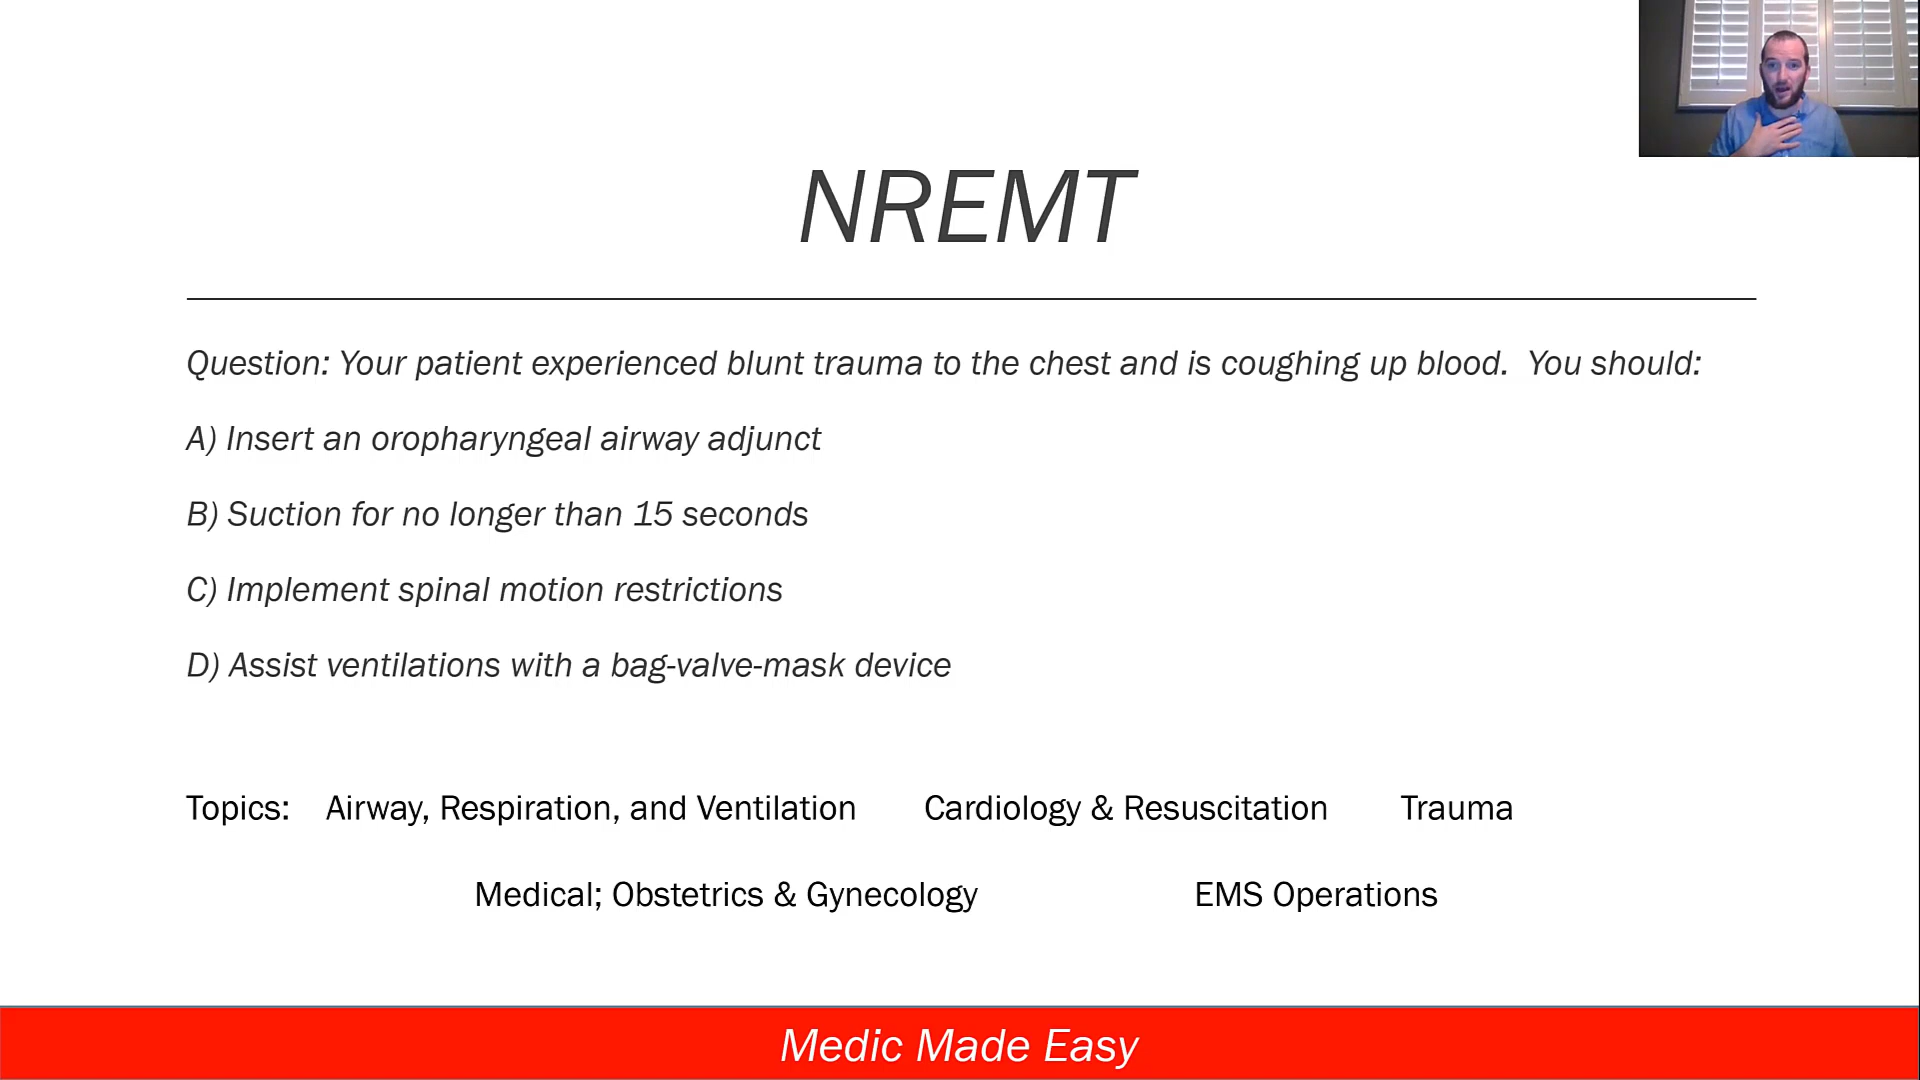 NREMT
Question: Your patient experienced blunt trauma to the chest and is coughing up blood.  You should:
A) Insert an oropharyngeal airway adjunct
B) Suction for no longer than 15 seconds
C) Implement spinal motion restrictions
D) Assist ventilations with a bag-valve-mask device
Topics: Airway, Respiration, and Ventilation Cardiology & Resuscitation Trauma
Medical; Obstetrics & Gynecology EMS Operations
Medic Made Easy